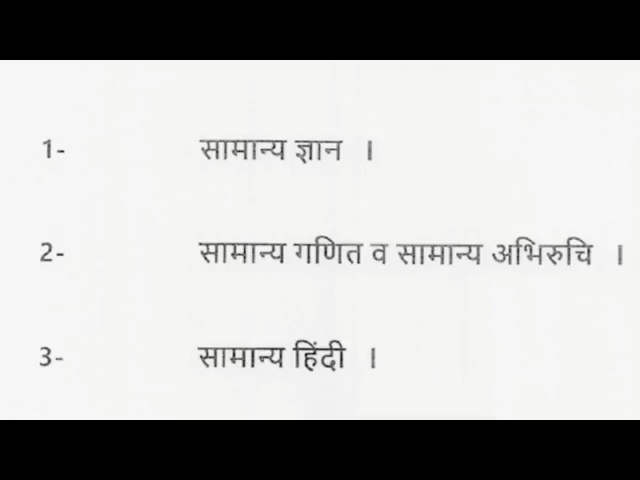 1- सामान्य ज्ञान ।
2- सामान्य गणित व सामान्य अभिरुचि ।
3- सामान्य हिंदी ।